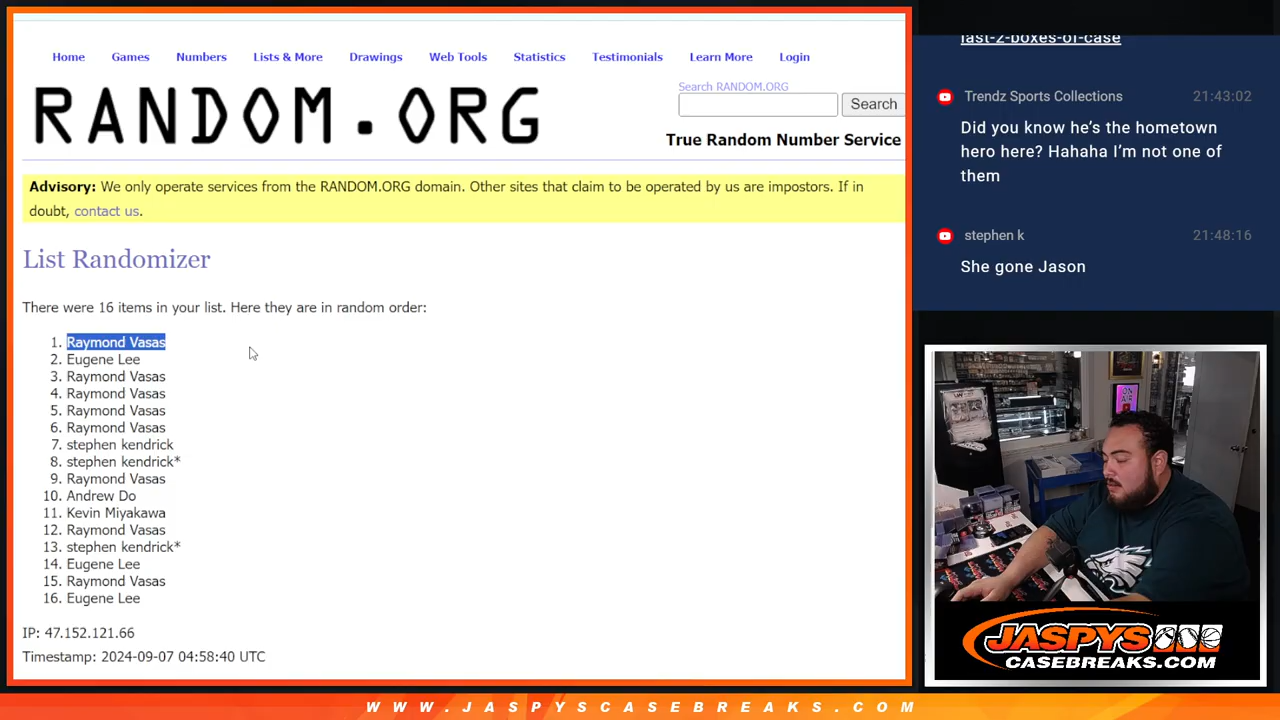 Home Games Numbers Lists & More Drawings Web Tools Statistics Testimonials Learn More Login
RANDOM.ORG
Search RANDOM.ORG
Search
True Random Number Service
Advisory: We only operate services from the RANDOM.ORG domain. Other sites that claim to be operated by us are impostors. If in
doubt, contact us.
List Randomizer
There were 16 items in your list. Here they are in random order:
1. Raymond Vasas
2. Eugene Lee
3. Raymond Vasas
4. Raymond Vasas
5. Raymond Vasas
6. Raymond Vasas
7. stephen kendrick
8. stephen kendrick*
9. Raymond Vasas
10. Andrew Do
11. Kevin Miyakawa
12. Raymond Vasas
13. stephen kendrick*
14. Eugene Lee
15. Raymond Vasas
16. Eugene Lee
IP: 47.152.121.66
Timestamp: 2024-09-07 04:58:40 UTC
last-2-boxes-of-case
Trendz Sports Collections 21:43:02
Did you know he's the hometown
hero here? Hahaha I'm not one of
them
stephen k 21:48:16
She gone Jason
ON
AIR
JASPYS
CASEBREAKS.COM
WWW.JASPYSCASEBREAKS.COM